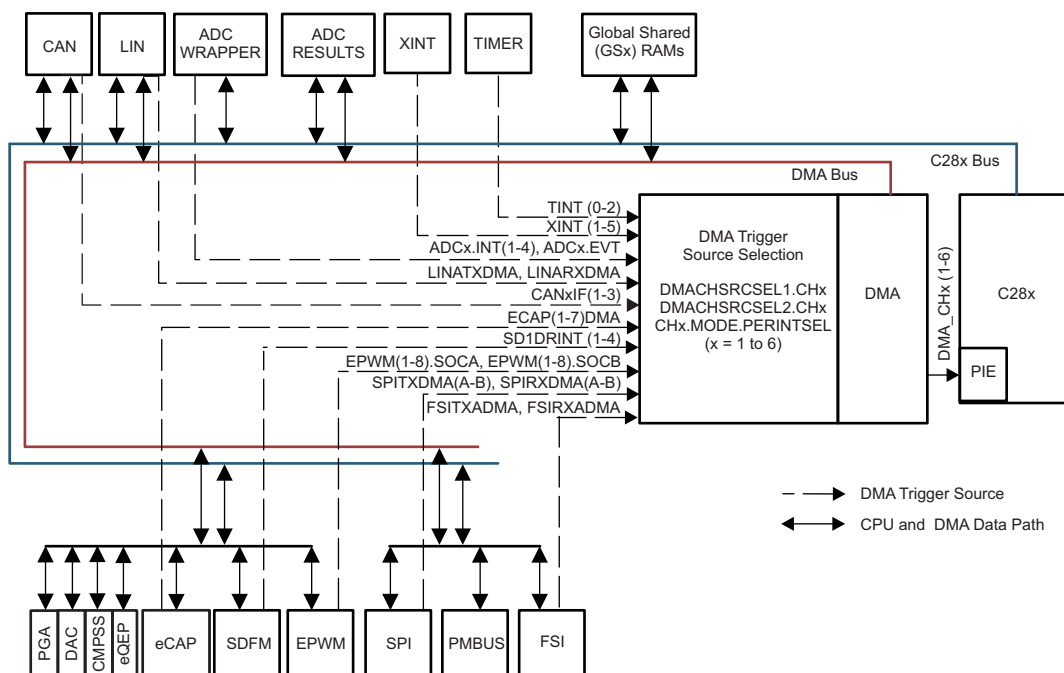 CAN
LIN
ADC
WRAPPER
ADC
RESULTS
XINT
TIMER
Global Shared
(GSx) RAMs
C28x Bus
DMA Bus
TINT (0-2)
XINT (1-5)
ADCx.INT(1-4), ADCx.EVT
LINATXDMA, LINARXDMA
CANxIF(1-3)
ECAP(1-7)DMA
SD1DRINT (1-4)
EPWM(1-8).SOCA, EPWM(1-8).SOCB
SPITXDMA(A-B), SPIRXDMA(A-B)
FSITXADMA, FSIRXADMA
DMA Trigger
Source Selection
DMACHSRCSEL1.CHx
DMACHSRCSEL2.CHx
CHx.MODE.PERINTSEL
(x = 1 to 6)
DMA
DMA_CHx (1-6)
C28x
PIE
DMA Trigger Source
CPU and DMA Data Path
PGA
DAC
CMPSS
eQEP
eCAP
SDFM
EPWM
SPI
PMBUS
FSI